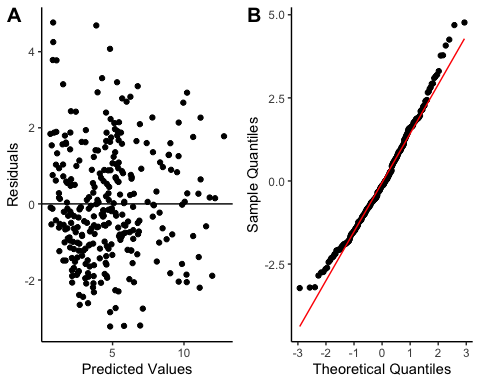 A
Residuals
4
2
0
-2
5
10
Predicted Values
B
Sample Quantiles
5.0
2.5
0.0
-2.5
-3
-2
-1
0
1
2
3
Theoretical Quantiles